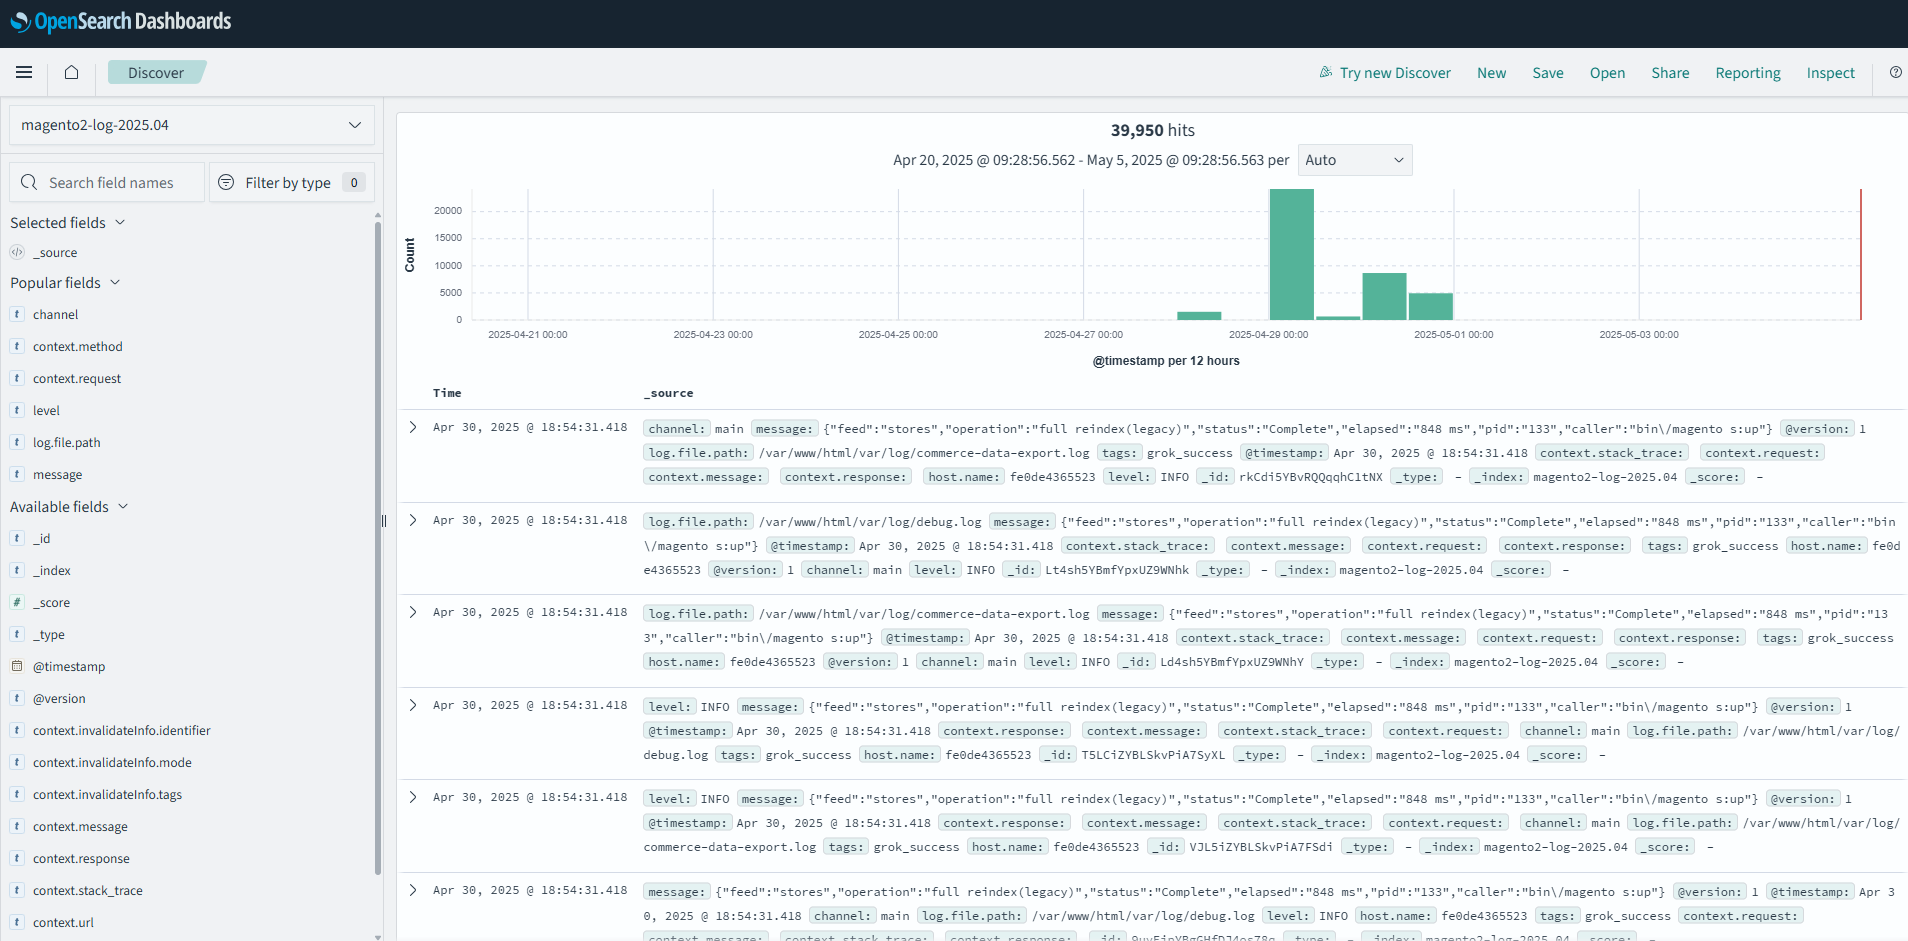 OpenSearch Dashboards
Discover
Try new Discover
New
Save
Open
Share
Reporting
Inspect
magento2-log-2025.04
Search field names
Filter by type 0
Selected fields
_source
Popular fields
t channel
t context.method
t context.request
t level
t log.file.path
t message
Available fields
t _id
t _index
# _score
t _type
@timestamp
t @version
t context.invalidateInfo.identifier
t context.invalidateInfo.mode
t context.invalidateInfo.tags
t context.message
t context.response
t context.stack_trace
t context.url
39,950 hits
Apr 20, 2025 @ 09:28:56.562 - May 5, 2025 @ 09:28:56.563 per Auto
Count
20000
15000
10000
5000
0
2025-04-21 00:00 2025-04-23 00:00 2025-04-25 00:00 2025-04-27 00:00 2025-04-29 00:00 2025-05-01 00:00 2025-05-03 00:00
@timestamp per 12 hours
Time _source
Apr 30, 2025 @ 18:54:31.418 channel: main message: {"feed":"stores","operation":"full reindex(legacy)","status":"Complete","elapsed":"848 ms","pid":"133","caller":"bin\/magento s:up"} @version: 1
log.file.path: /var/www/html/var/log/commerce-data-export.log tags: grok_success @timestamp: Apr 30, 2025 @ 18:54:31.418 context.stack_trace: context.request:
context.message: context.response: host.name: fe0de4365523 level: INFO _id: rkCdi5YBvRQQqqhCltNX _type: - _index: magento2-log-2025.04 _score: -
Apr 30, 2025 @ 18:54:31.418 log.file.path: /var/www/html/var/log/debug.log message: {"feed":"stores","operation":"full reindex(legacy)","status":"Complete","elapsed":"848 ms","pid":"133","caller":"bin
\/magento s:up"} @timestamp: Apr 30, 2025 @ 18:54:31.418 context.stack_trace: context.message: context.request: context.response: tags: grok_success host.name: fe0d
e4365523 @version: 1 channel: main level: INFO _id: Lt4sh5YBmfYpxUZ9WNhk _type: - _index: magento2-log-2025.04 _score: -
Apr 30, 2025 @ 18:54:31.418 log.file.path: /var/www/html/var/log/commerce-data-export.log message: {"feed":"stores","operation":"full reindex(legacy)","status":"Complete","elapsed":"848 ms","pid":"13
3","caller":"bin\/magento s:up"} @timestamp: Apr 30, 2025 @ 18:54:31.418 context.stack_trace: context.message: context.request: context.response: tags: grok_success
host.name: fe0de4365523 @version: 1 channel: main level: INFO _id: Ld4sh5YBmfYpxUZ9WNhY _type: - _index: magento2-log-2025.04 _score: -
Apr 30, 2025 @ 18:54:31.418 level: INFO message: {"feed":"stores","operation":"full reindex(legacy)","status":"Complete","elapsed":"848 ms","pid":"133","caller":"bin\/magento s:up"} @version: 1
@timestamp: Apr 30, 2025 @ 18:54:31.418 context.response: context.message: context.stack_trace: context.request: channel: main log.file.path: /var/www/html/var/log/
debug.log tags: grok_success host.name: fe0de4365523 _id: T5LCiZYBLSkvPiA7SyXL _type: - _index: magento2-log-2025.04 _score: -
Apr 30, 2025 @ 18:54:31.418 level: INFO message: {"feed":"stores","operation":"full reindex(legacy)","status":"Complete","elapsed":"848 ms","pid":"133","caller":"bin\/magento s:up"} @version: 1
@timestamp: Apr 30, 2025 @ 18:54:31.418 context.response: context.message: context.stack_trace: context.request: channel: main log.file.path: /var/www/html/var/log/
commerce-data-export.log tags: grok_success host.name: fe0de4365523 _id: VJL5iZYBLSkvPiA7FSdi _type: - _index: magento2-log-2025.04 _score: -
Apr 30, 2025 @ 18:54:31.418 message: {"feed":"stores","operation":"full reindex(legacy)","status":"Complete","elapsed":"848 ms","pid":"133","caller":"bin\/magento s:up"} @version: 1 @timestamp: Apr 3
0, 2025 @ 18:54:31.418 channel: main log.file.path: /var/www/html/var/log/debug.log level: INFO host.name: fe0de4365523 tags: grok_success context.request:
context.message: context.stack_trace: context.response: _id: _type: - _index: magento2-log-2025.04 _score: -